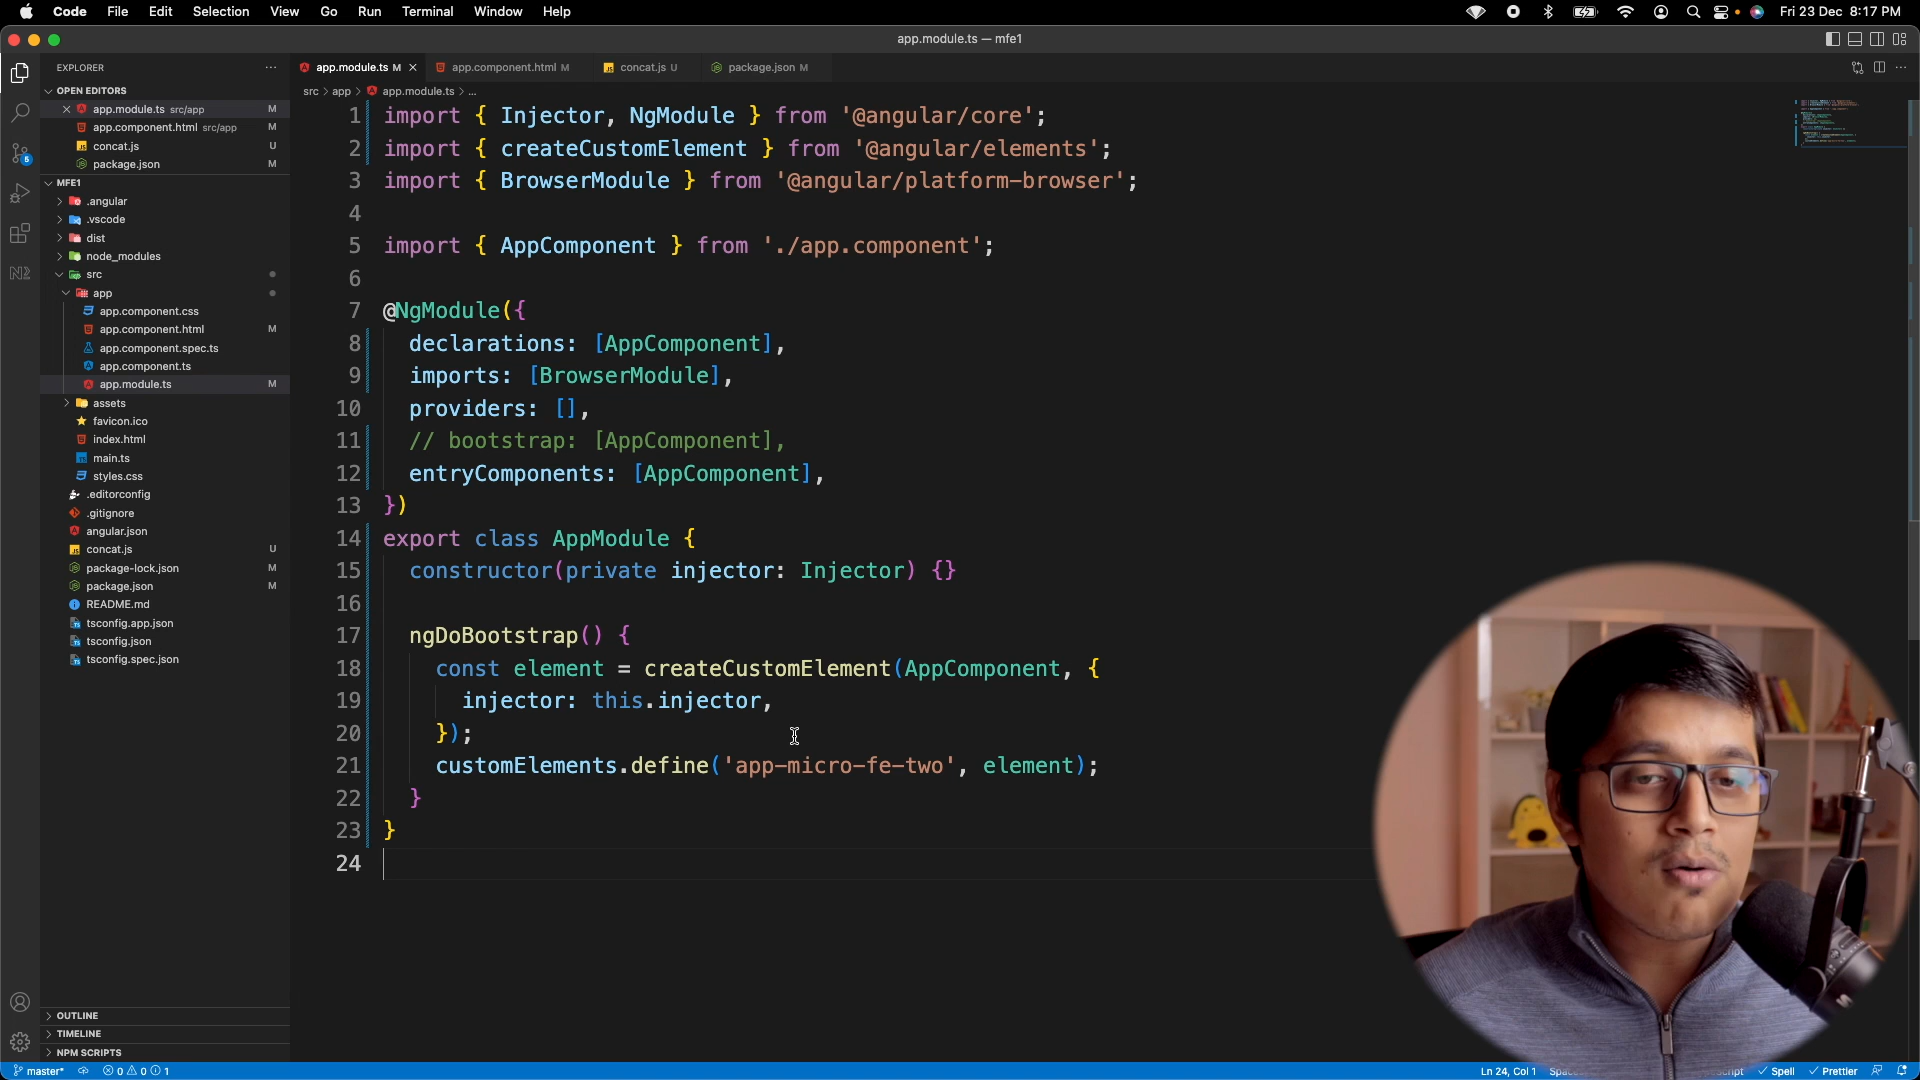 Code File Edit Selection View Go Run Terminal Window Help Fri 23 Dec 8:17 PM
app.module.ts — mfe1
EXPLORER
OPEN EDITORS
app.module.ts src/app M
app.component.html src/app M
concat.js U
package.json M
MFE1
.angular
.vscode
dist
node_modules
src
app
app.component.css
app.component.html M
app.component.spec.ts
app.component.ts
app.module.ts M
assets
favicon.ico
index.html
main.ts
styles.css
.editorconfig
.gitignore
angular.json
concat.js U
package-lock.json M
package.json M
README.md
tsconfig.app.json
tsconfig.json
tsconfig.spec.json
OUTLINE
TIMELINE
NPM SCRIPTS
5
app.module.ts M app.component.html M concat.js U package.json M
src > app > app.module.ts > ...
1 import { Injector, NgModule } from '@angular/core';
2 import { createCustomElement } from '@angular/elements';
3 import { BrowserModule } from '@angular/platform-browser';
4
5 import { AppComponent } from './app.component';
6
7 @NgModule({
8 declarations: [AppComponent],
9 imports: [BrowserModule],
10 providers: [],
11 // bootstrap: [AppComponent],
12 entryComponents: [AppComponent],
13 })
14 export class AppModule {
15 constructor(private injector: Injector) {}
16
17 ngDoBootstrap() {
18 const element = createCustomElement(AppComponent, {
19 injector: this.injector,
20 });
21 customElements.define('app-micro-fe-two', element);
22 }
23 }
24
master* 0 0 1 Ln 24, Col 1 Spell Prettier